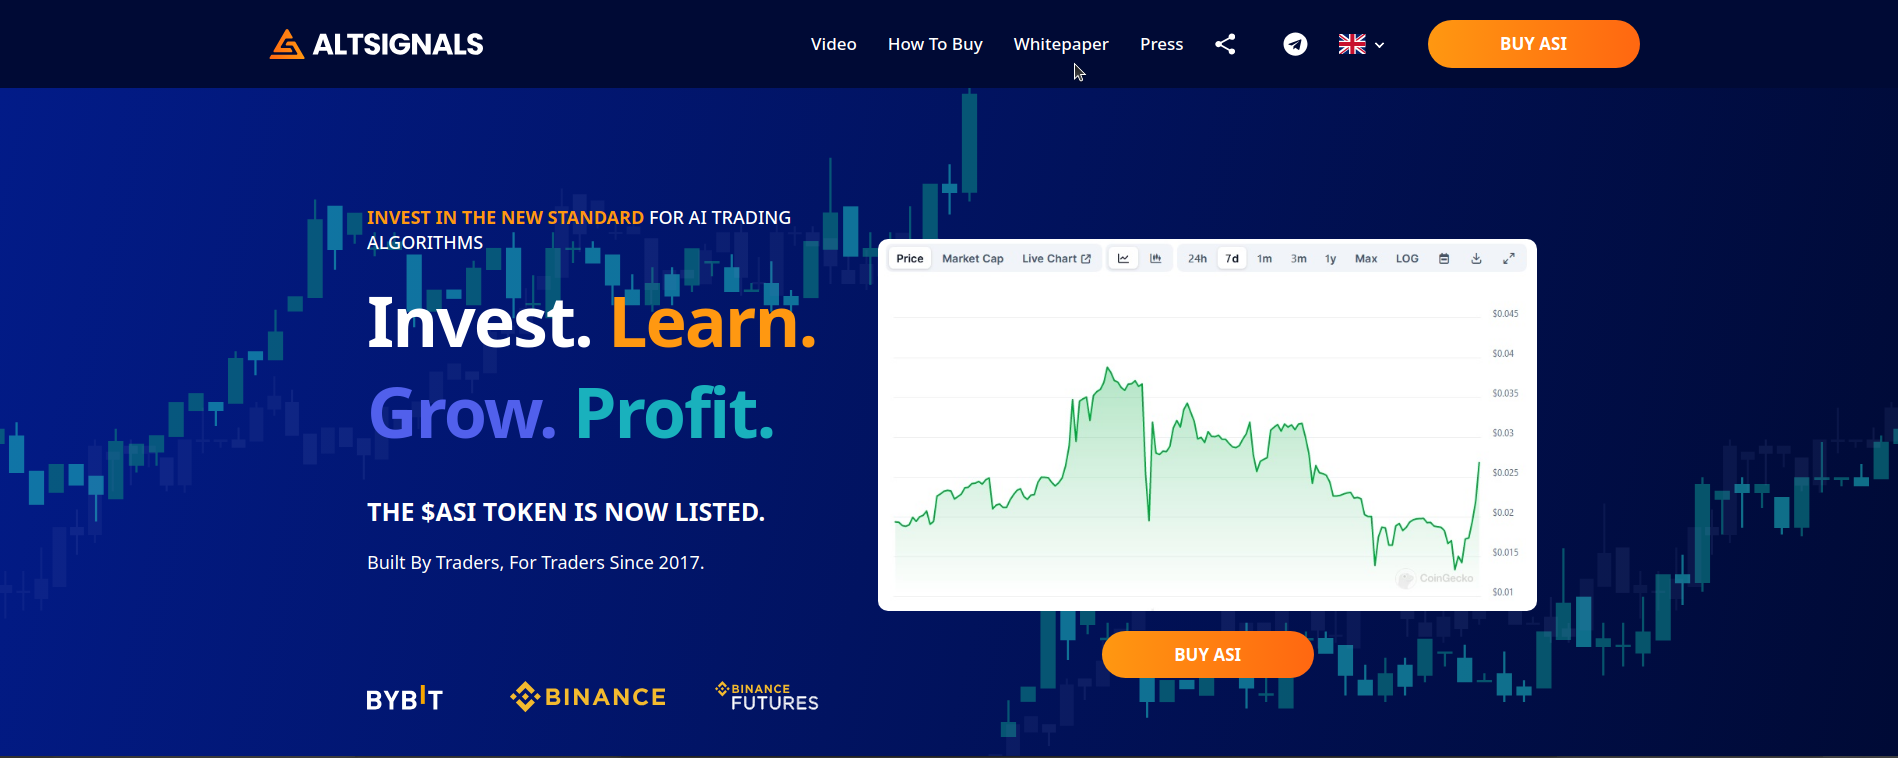 ALTSIGNALS
Video
How To Buy
Whitepaper
Press
BUY ASI
INVEST IN THE NEW STANDARD FOR AI TRADING
ALGORITHMS
Invest. Learn.
Grow. Profit.
THE $ASI TOKEN IS NOW LISTED.
Built By Traders, For Traders Since 2017.
BYBIT
BINANCE
BINANCE
FUTURES
Price
Market Cap
Live Chart
24h
7d
1m
3m
1y
Max
LOG
$0.045
$0.04
$0.035
$0.03
$0.025
$0.02
$0.015
$0.01
CoinGecko
BUY ASI